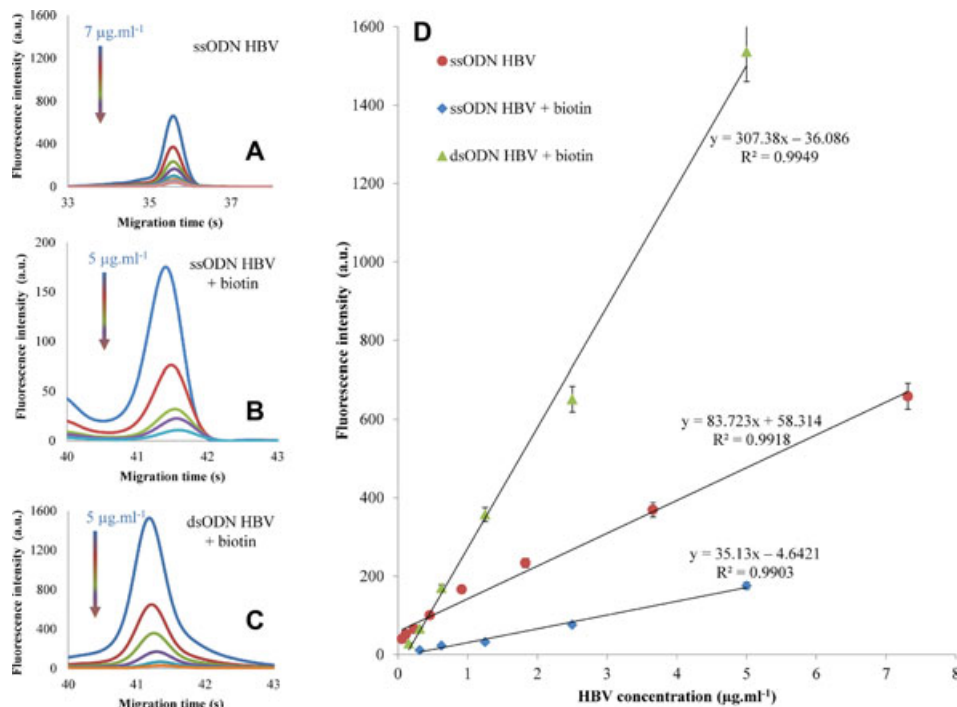 1600
1200
800
400
0
33
35
37
Fluorescence intensity (a.u.)
Migration time (s)
7 µg.ml⁻¹
ssODN HBV
A
200
150
100
50
0
40
41
42
43
Fluorescence intensity (a.u.)
Migration time (s)
5 µg.ml⁻¹
ssODN HBV
+ biotin
B
1600
1200
800
400
0
40
41
42
43
Fluorescence intensity (a.u.)
Migration time (s)
5 µg.ml⁻¹
dsODN HBV
+ biotin
C
D
1600
1400
1200
1000
800
600
400
200
0
Fluorescence intensity (a.u.)
ssODN HBV
ssODN HBV + biotin
dsODN HBV + biotin
y = 307.38x – 36.086
R² = 0.9949
y = 83.723x + 58.314
R² = 0.9918
y = 35.13x – 4.6421
R² = 0.9903
0
1
2
3
4
5
6
7
8
HBV concentration (µg.ml⁻¹)